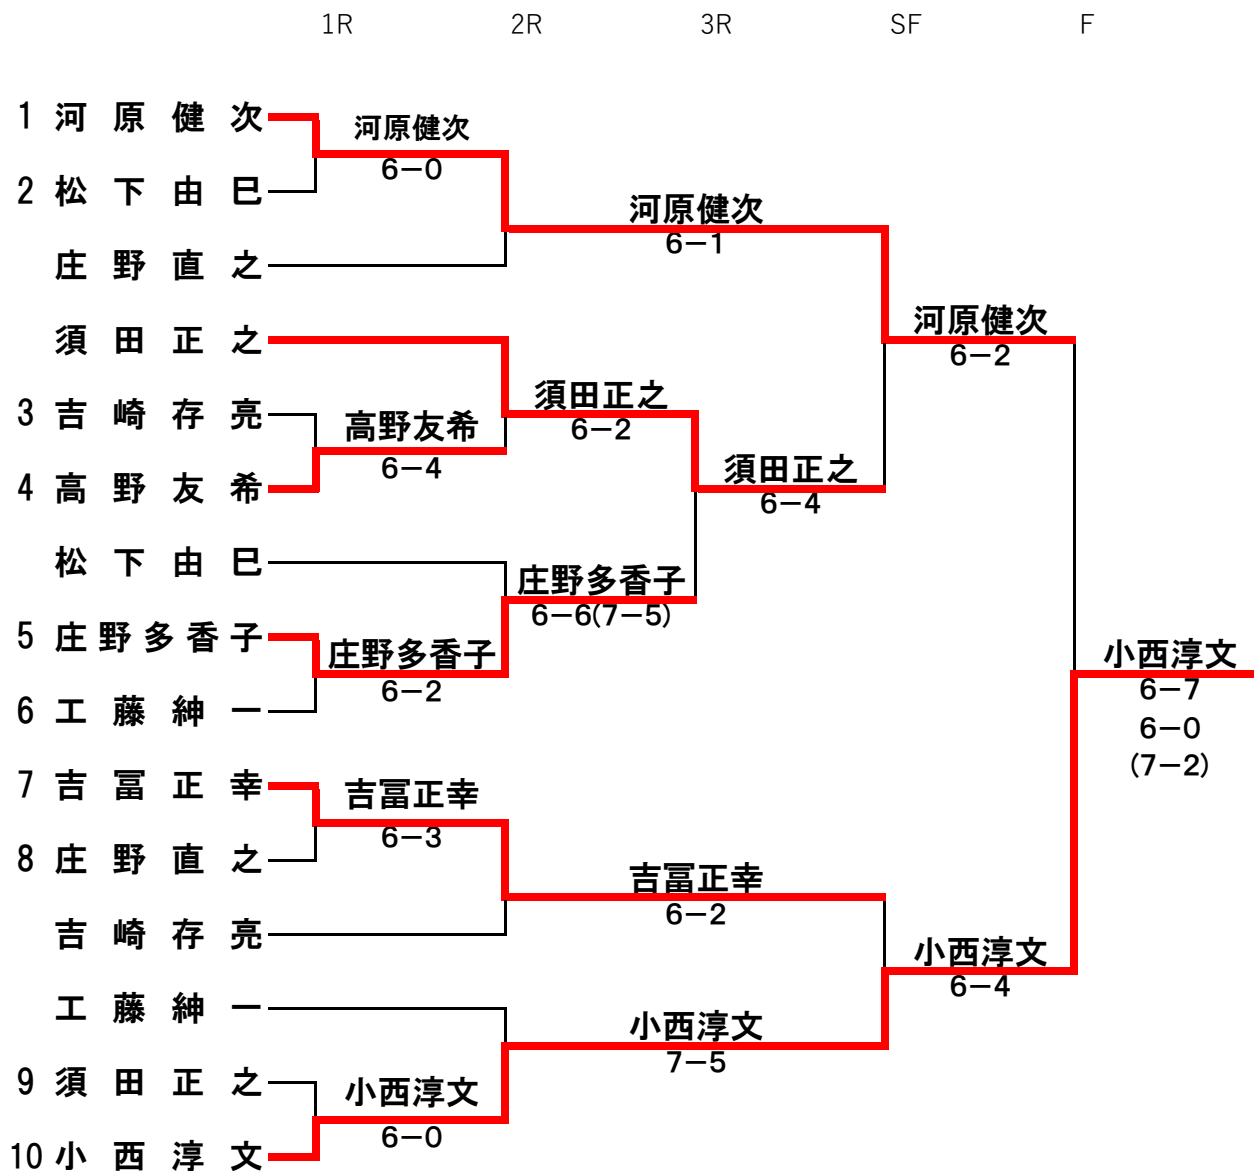 1R 2R 3R SF F
1 河原健次
河原健次
6-0
2 松下由巳
河原健次
6-1
庄野直之
河原健次
6-2
須田正之
須田正之
6-2
3 吉崎存亮
高野友希
6-4
須田正之
6-4
4 高野友希
松下由巳
庄野多香子
6-6(7-5)
5 庄野多香子
庄野多香子
6-2
小西淳文
6-7
6-0
(7-2)
6 工藤紳一
7 吉冨正幸
吉冨正幸
6-3
8 庄野直之
吉冨正幸
6-2
吉崎存亮
小西淳文
6-4
工藤紳一
小西淳文
7-5
9 須田正之
小西淳文
6-0
10 小西淳文